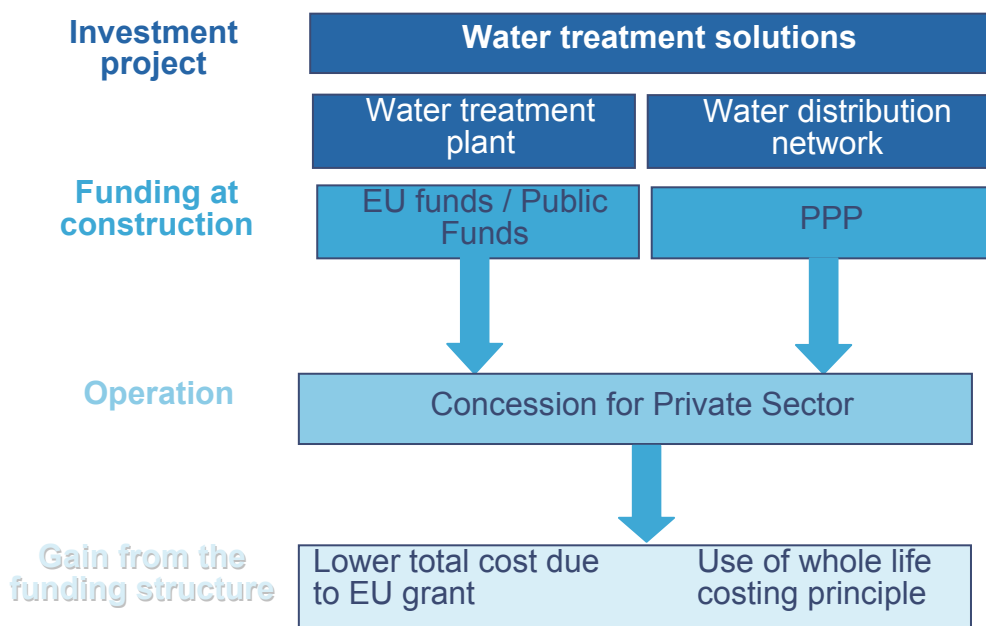 Investment
project
Water treatment solutions
Water treatment
plant
Water distribution
network
Funding at
construction
EU funds / Public
Funds
PPP
Operation
Concession for Private Sector
Gain from the
funding structure
Lower total cost due
to EU grant
Use of whole life
costing principle